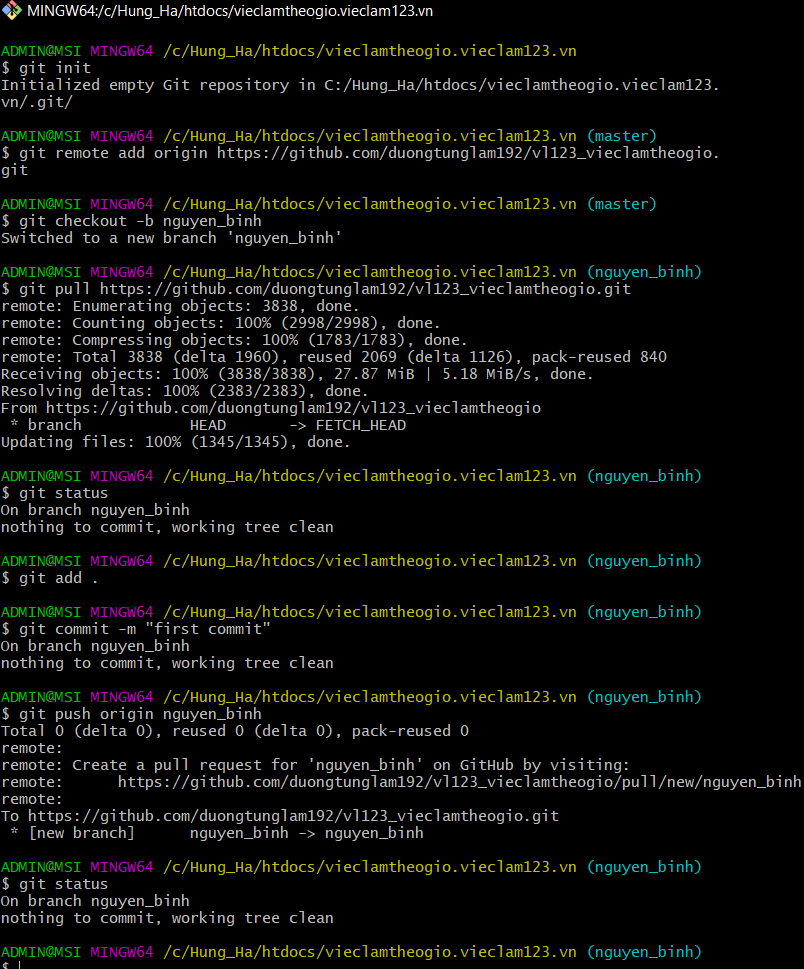 MINGW64:/c/Hung_Ha/htdocs/vieclamtheogio.vieclam123.vn
ADMIN@MSI MINGW64 /c/Hung_Ha/htdocs/vieclamtheogio.vieclam123.vn
$ git init
Initialized empty Git repository in C:/Hung_Ha/htdocs/vieclamtheogio.vieclam123.
vn/.git/
ADMIN@MSI MINGW64 /c/Hung_Ha/htdocs/vieclamtheogio.vieclam123.vn (master)
$ git remote add origin https://github.com/duongtunglam192/vl123_vieclamtheogio.
git
ADMIN@MSI MINGW64 /c/Hung_Ha/htdocs/vieclamtheogio.vieclam123.vn (master)
$ git checkout -b nguyen_binh
Switched to a new branch 'nguyen_binh'
ADMIN@MSI MINGW64 /c/Hung_Ha/htdocs/vieclamtheogio.vieclam123.vn (nguyen_binh)
$ git pull https://github.com/duongtunglam192/vl123_vieclamtheogio.git
remote: Enumerating objects: 3838, done.
remote: Counting objects: 100% (2998/2998), done.
remote: Compressing objects: 100% (1783/1783), done.
remote: Total 3838 (delta 1960), reused 2069 (delta 1126), pack-reused 840
Receiving objects: 100% (3838/3838), 27.87 MiB | 5.18 MiB/s, done.
Resolving deltas: 100% (2383/2383), done.
From https://github.com/duongtunglam192/vl123_vieclamtheogio
 * branch            HEAD       -> FETCH_HEAD
Updating files: 100% (1345/1345), done.
ADMIN@MSI MINGW64 /c/Hung_Ha/htdocs/vieclamtheogio.vieclam123.vn (nguyen_binh)
$ git status
On branch nguyen_binh
nothing to commit, working tree clean
ADMIN@MSI MINGW64 /c/Hung_Ha/htdocs/vieclamtheogio.vieclam123.vn (nguyen_binh)
$ git add .
ADMIN@MSI MINGW64 /c/Hung_Ha/htdocs/vieclamtheogio.vieclam123.vn (nguyen_binh)
$ git commit -m "first commit"
On branch nguyen_binh
nothing to commit, working tree clean
ADMIN@MSI MINGW64 /c/Hung_Ha/htdocs/vieclamtheogio.vieclam123.vn (nguyen_binh)
$ git push origin nguyen_binh
Total 0 (delta 0), reused 0 (delta 0), pack-reused 0
remote:
remote: Create a pull request for 'nguyen_binh' on GitHub by visiting:
remote:      https://github.com/duongtunglam192/vl123_vieclamtheogio/pull/new/nguyen_binh
remote:
To https://github.com/duongtunglam192/vl123_vieclamtheogio.git
 * [new branch]      nguyen_binh -> nguyen_binh
ADMIN@MSI MINGW64 /c/Hung_Ha/htdocs/vieclamtheogio.vieclam123.vn (nguyen_binh)
$ git status
On branch nguyen_binh
nothing to commit, working tree clean
ADMIN@MSI MINGW64 /c/Hung_Ha/htdocs/vieclamtheogio.vieclam123.vn (nguyen_binh)
$